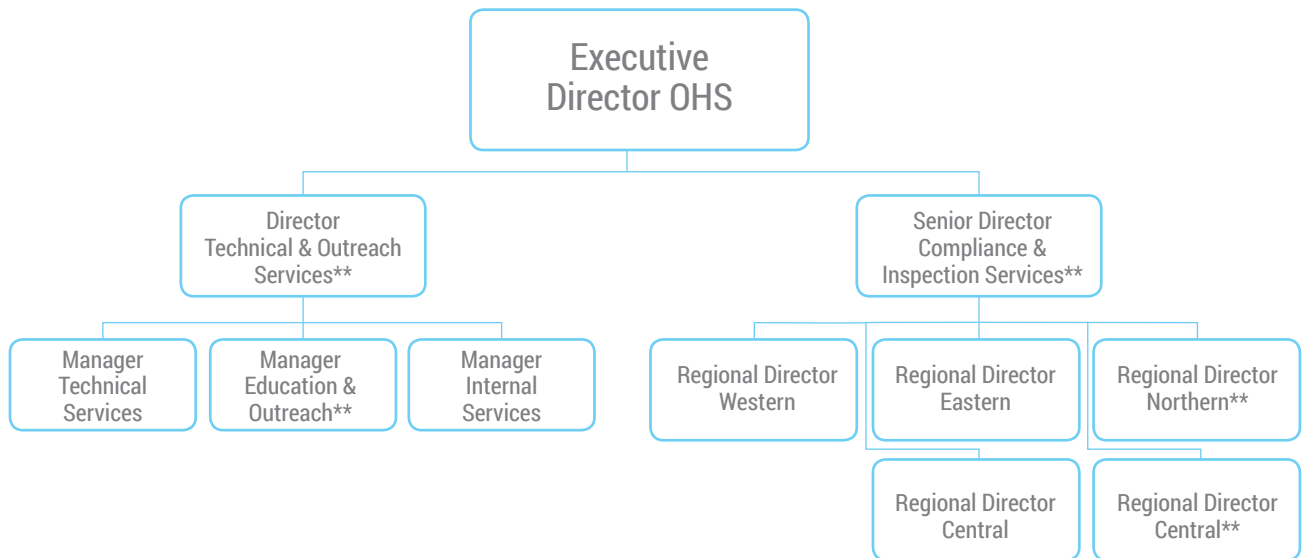 Executive
Director OHS
Director
Technical & Outreach
Services**
Senior Director
Compliance &
Inspection Services**
Manager
Technical
Services
Manager
Education &
Outreach**
Manager
Internal
Services
Regional Director
Western
Regional Director
Eastern
Regional Director
Northern**
Regional Director
Central
Regional Director
Central**